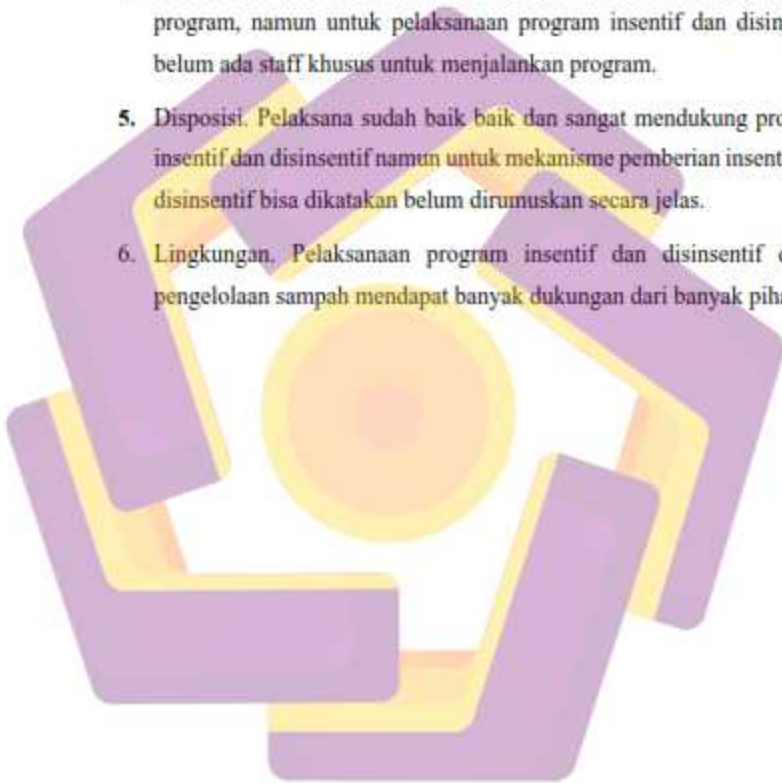 program, namun untuk pelaksanaan program insentif dan disin
belum ada staff khusus untuk menjalankan program.
5. Disposisi. Pelaksana sudah baik baik dan sangat mendukung pro
insentif dan disinsentif namun untuk mekanisme pemberian insent
disinsentif bisa dikatakan belum dirumuskan secara jelas.
6. Lingkungan. Pelaksanaan program insentif dan disinsentif d
pengelolaan sampah mendapat banyak dukungan dari banyak piha